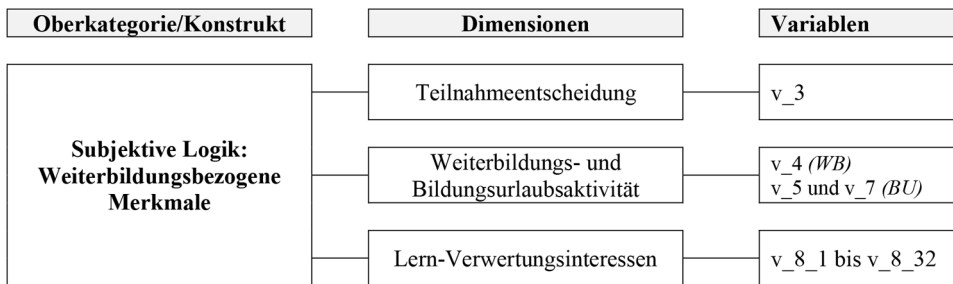 Oberkategorie/Konstrukt
Dimensionen
Variablen
Subjektive Logik:
Weiterbildungsbezogene
Merkmale
Teilnahmeentscheidung
v_3
Weiterbildungs- und
Bildungsurlaubsaktivität
v_4 (WB)
v_5 und v_7 (BU)
Lern-Verwertungsinteressen
v_8_1 bis v_8_32